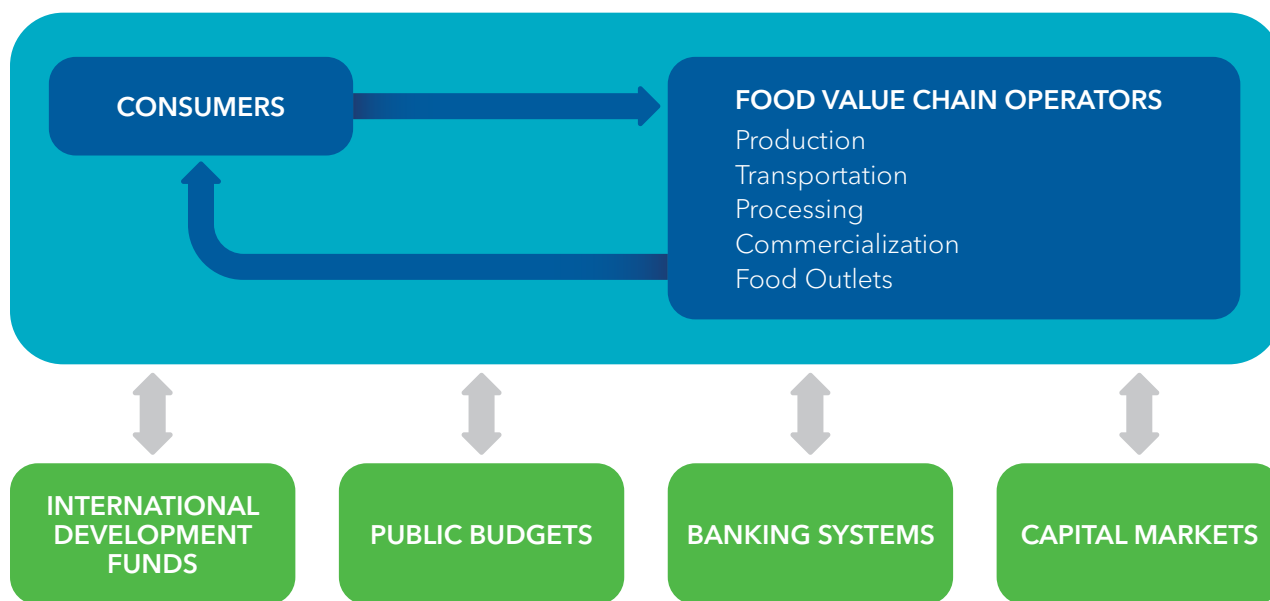 CONSUMERS
FOOD VALUE CHAIN OPERATORS
Production
Transportation
Processing
Commercialization
Food Outlets
INTERNATIONAL
DEVELOPMENT
FUNDS
PUBLIC BUDGETS
BANKING SYSTEMS
CAPITAL MARKETS